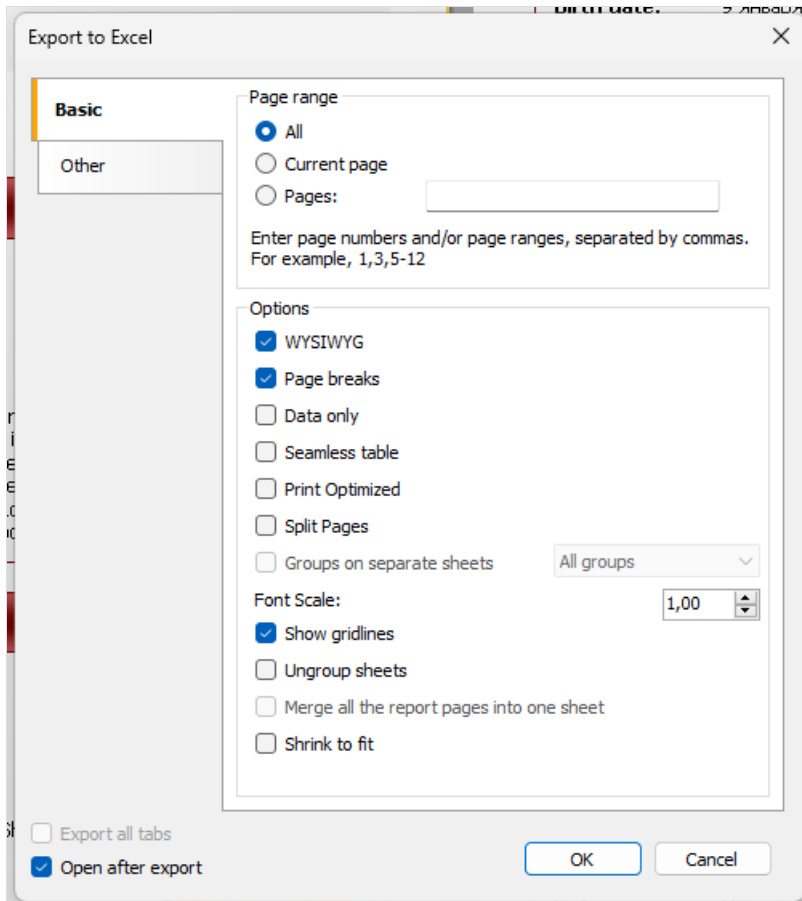 Birth date:
Export to Excel
Basic
Other
Page range
All
Current page
Pages:
Enter page numbers and/or page ranges, separated by commas.
For example, 1,3,5-12
Options
WYSIWYG
Page breaks
Data only
Seamless table
Print Optimized
Split Pages
Groups on separate sheets All groups
Font Scale: 1,00
Show gridlines
Ungroup sheets
Merge all the report pages into one sheet
Shrink to fit
Export all tabs
Open after export
OK Cancel